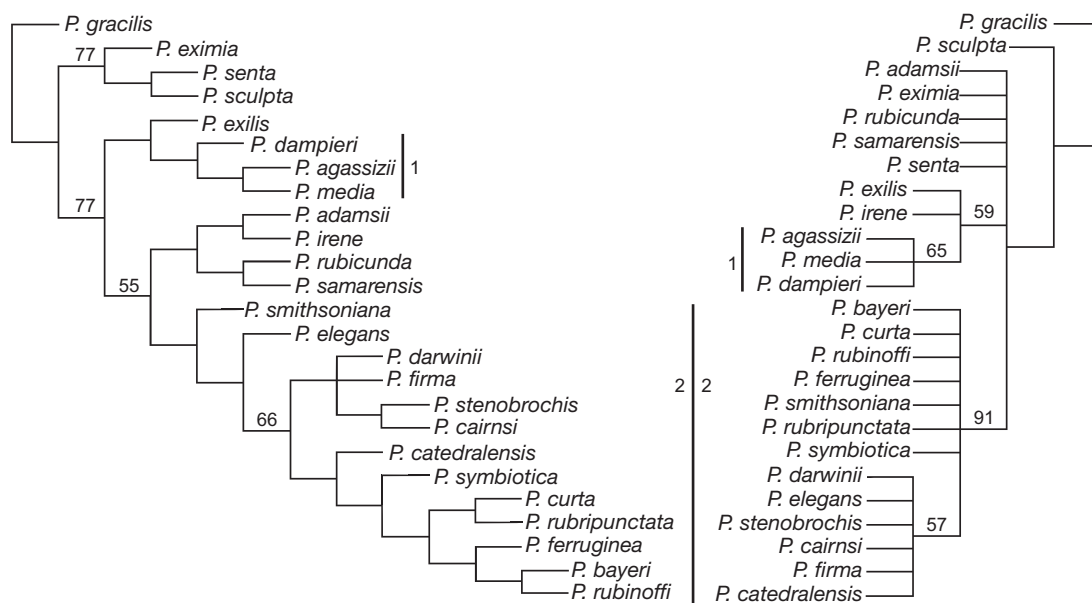 P. gracilis
77
P. eximia
P. senta
P. sculpta
P. exilis
P. dampieri
P. agassizii
1
P. media
77
P. adamsii
P. irene
P. rubicunda
55
P. samarensis
P. smithsoniana
P. elegans
P. darwinii
P. firma
2
P. stenobrochis
66
P. cairnsi
P. catedralensis
P. symbiotica
P. curta
P. rubripunctata
P. ferruginea
P. bayeri
P. rubinoffi
P. gracilis
P. sculpta
P. adamsii
P. eximia
P. rubicunda
P. samarensis
P. senta
P. exilis
P. irene
59
P. agassizii
65
1
P. media
P. dampieri
P. bayeri
P. curta
P. rubinoffi
2
P. ferruginea
P. smithsoniana
91
P. rubripunctata
P. symbiotica
P. darwinii
P. elegans
P. stenobrochis
57
P. cairnsi
P. firma
P. catedralensis